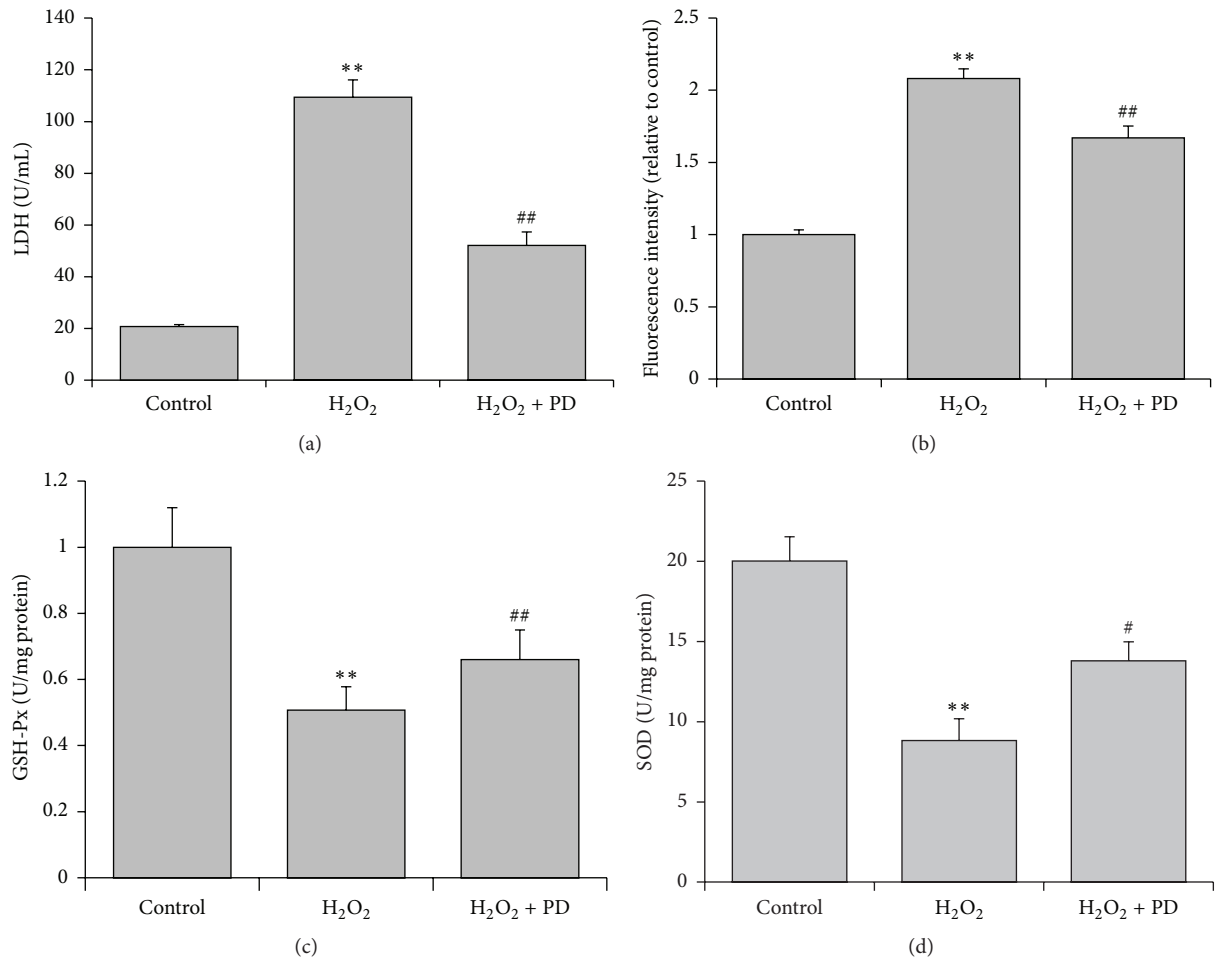 140
120
100
80
60
40
20
0
LDH (U/mL)
**
##
Control H₂O₂ H₂O₂ + PD
(a)
2.5
2
1.5
1
0.5
0
Fluorescence intensity (relative to control)
**
##
Control H₂O₂ H₂O₂ + PD
(b)
1.2
1
0.8
0.6
0.4
0.2
0
GSH-Px (U/mg protein)
**
##
Control H₂O₂ H₂O₂ + PD
(c)
25
20
15
10
5
0
SOD (U/mg protein)
**
#
Control H₂O₂ H₂O₂ + PD
(d)